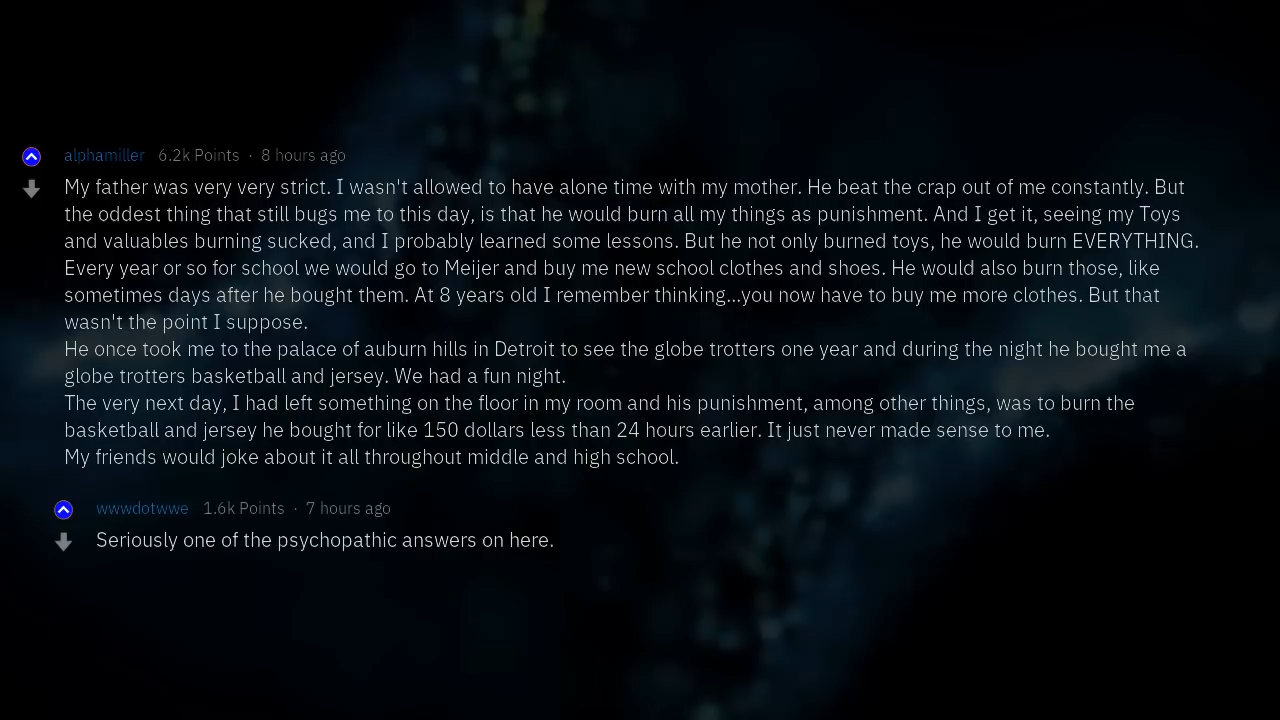 alphamiller 6.2k Points · 8 hours ago
My father was very very strict. I wasn't allowed to have alone time with my mother. He beat the crap out of me constantly. But
the oddest thing that still bugs me to this day, is that he would burn all my things as punishment. And I get it, seeing my Toys
and valuables burning sucked, and I probably learned some lessons. But he not only burned toys, he would burn EVERYTHING.
Every year or so for school we would go to Meijer and buy me new school clothes and shoes. He would also burn those, like
sometimes days after he bought them. At 8 years old I remember thinking...you now have to buy me more clothes. But that
wasn't the point I suppose.
He once took me to the palace of auburn hills in Detroit to see the globe trotters one year and during the night he bought me a
globe trotters basketball and jersey. We had a fun night.
The very next day, I had left something on the floor in my room and his punishment, among other things, was to burn the
basketball and jersey he bought for like 150 dollars less than 24 hours earlier. It just never made sense to me.
My friends would joke about it all throughout middle and high school.
wwwdotwwe 1.6k Points · 7 hours ago
Seriously one of the psychopathic answers on here.